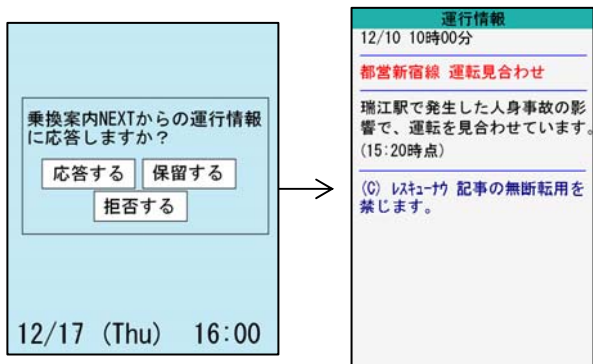 乗換案内NEXTからの運行情報
に応答しますか？
応答する 保留する
拒否する
12/17 (Thu) 16:00
運行情報
12/10 10時00分
都営新宿線 運転見合わせ
瑞江駅で発生した人身事故の影
響で、運転を見合わせています。
(15:20時点)
(C) ﾚｽｷｭｰﾅｳ 記事の無断転用を
禁じます。